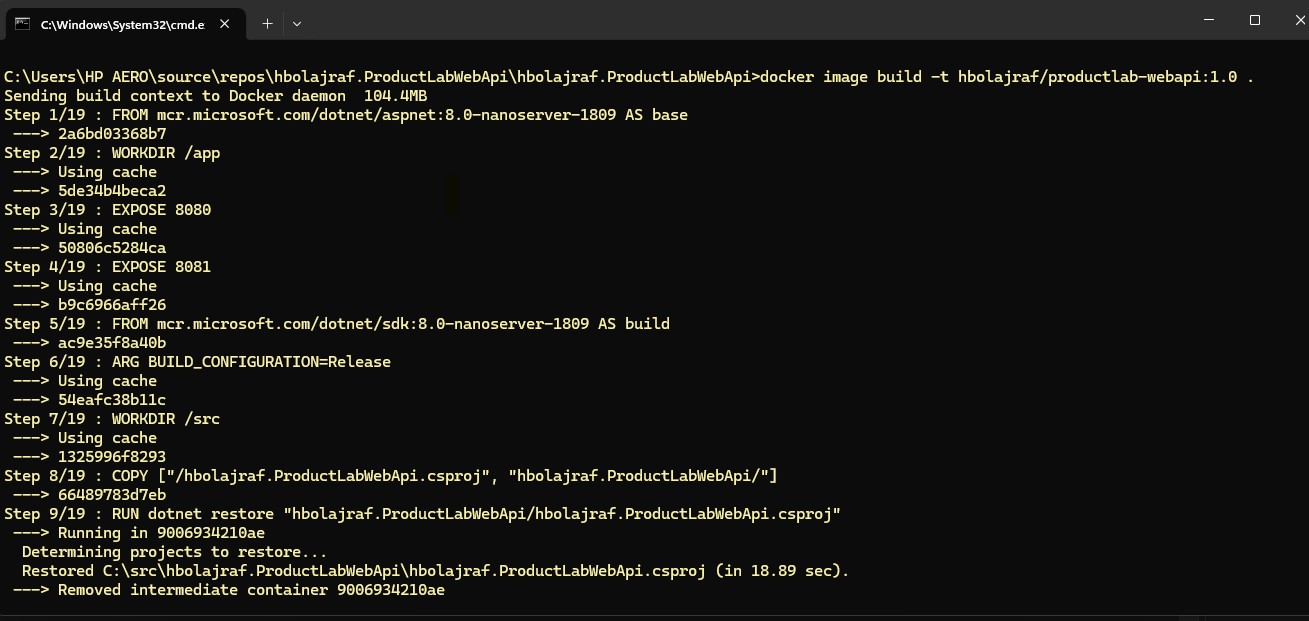 C:\Windows\System32\cmd.e
C:\Users\HP AERO\source\repos\hbolajraf.ProductLabWebApi\hbolajraf.ProductLabWebApi>docker image build -t hbolajraf/productlab-webapi:1.0 .
Sending build context to Docker daemon  104.4MB
Step 1/19 : FROM mcr.microsoft.com/dotnet/aspnet:8.0-nanoserver-1809 AS base
 ---> 2a6bd03368b7
Step 2/19 : WORKDIR /app
 ---> Using cache
 ---> 5de34b4beca2
Step 3/19 : EXPOSE 8080
 ---> Using cache
 ---> 50806c5284ca
Step 4/19 : EXPOSE 8081
 ---> Using cache
 ---> b9c6966aff26
Step 5/19 : FROM mcr.microsoft.com/dotnet/sdk:8.0-nanoserver-1809 AS build
 ---> ac9e35f8a40b
Step 6/19 : ARG BUILD_CONFIGURATION=Release
 ---> Using cache
 ---> 54eafc38b11c
Step 7/19 : WORKDIR /src
 ---> Using cache
 ---> 1325996f8293
Step 8/19 : COPY ["/hbolajraf.ProductLabWebApi.csproj", "hbolajraf.ProductLabWebApi/"]
 ---> 66489783d7eb
Step 9/19 : RUN dotnet restore "hbolajraf.ProductLabWebApi/hbolajraf.ProductLabWebApi.csproj"
 ---> Running in 9006934210ae
  Determining projects to restore...
  Restored C:\src\hbolajraf.ProductLabWebApi\hbolajraf.ProductLabWebApi.csproj (in 18.89 sec).
 ---> Removed intermediate container 9006934210ae